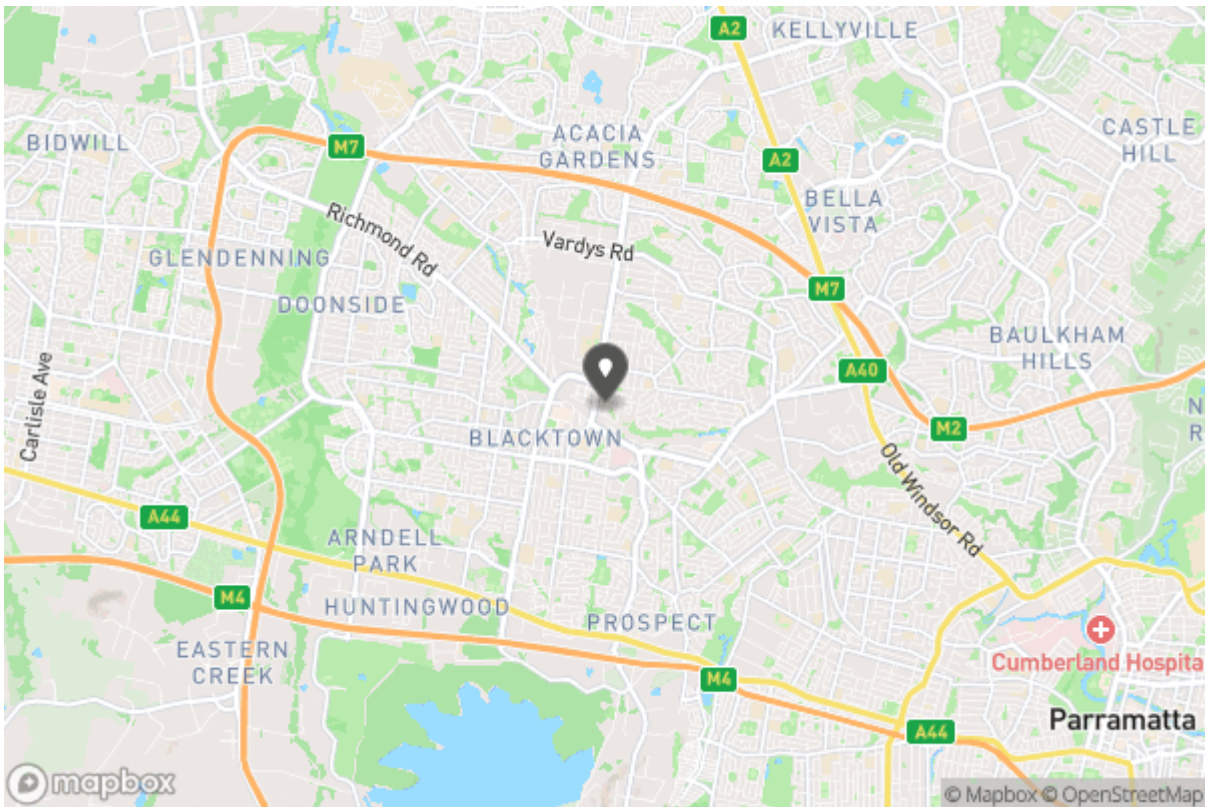 A2
KELLYVILLE
BIDWILL
M7
ACACIA
GARDENS
A2
CASTLE
HILL
BELLA
VISTA
Richmond Rd
Vardys Rd
GLENDENNING
DOONSIDE
M7
BAULKHAM
HILLS
A40
Carlisle Ave
N
R
M2
BLACKTOWN
Old Windsor Rd
A44
ARNDELL
PARK
M4
HUNTINGWOOD
PROSPECT
EASTERN
CREEK
Cumberland Hospita
M4
Parramatta
A44
mapbox
© Mapbox © OpenStreetMap